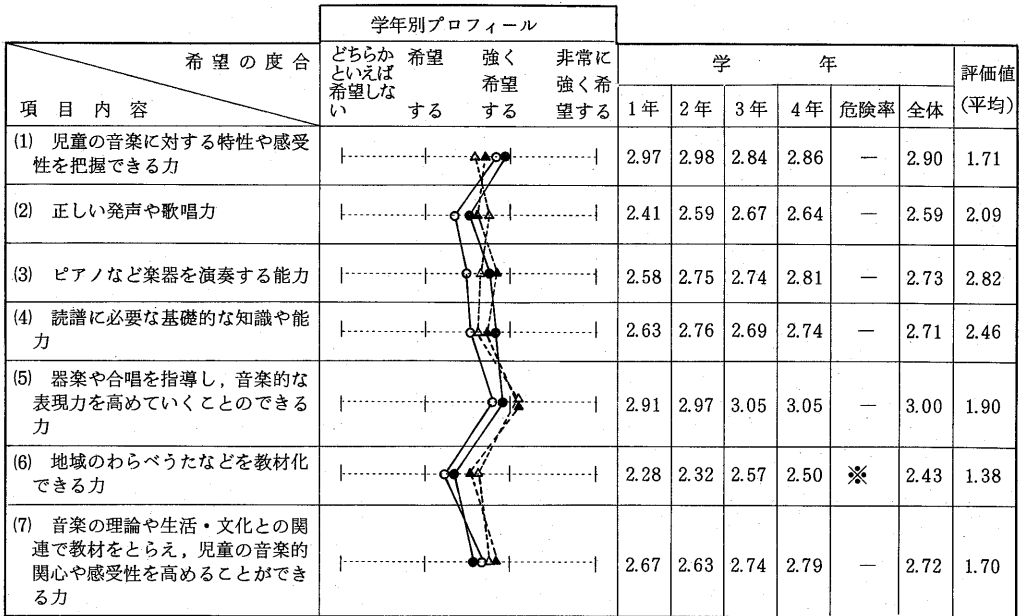 学年別プロフィール
希望の度合
項目内容
どちらか
といえば
希望しな
い
希望
する
強く
希望
する
非常に
強く希
望する
学年
1年 2年 3年 4年 危険率 全体
評価値
(平均)
(1) 児童の音楽に対する特性や感受
性を把握できる力
2.97 2.98 2.84 2.86 — 2.90 1.71
(2) 正しい発声や歌唱力
2.41 2.59 2.67 2.64 — 2.59 2.09
(3) ピアノなど楽器を演奏する能力
2.58 2.75 2.74 2.81 — 2.73 2.82
(4) 読譜に必要な基礎的な知識や能
力
2.63 2.76 2.69 2.74 — 2.71 2.46
(5) 器楽や合唱を指導し,音楽的な
表現力を高めていくことのできる
力
2.91 2.97 3.05 3.05 — 3.00 1.90
(6) 地域のわらべうたなどを教材化
できる力
2.28 2.32 2.57 2.50 ※ 2.43 1.38
(7) 音楽の理論や生活・文化との関
連で教材をとらえ,児童の音楽的
関心や感受性を高めることができ
る力
2.67 2.63 2.74 2.79 — 2.72 1.70